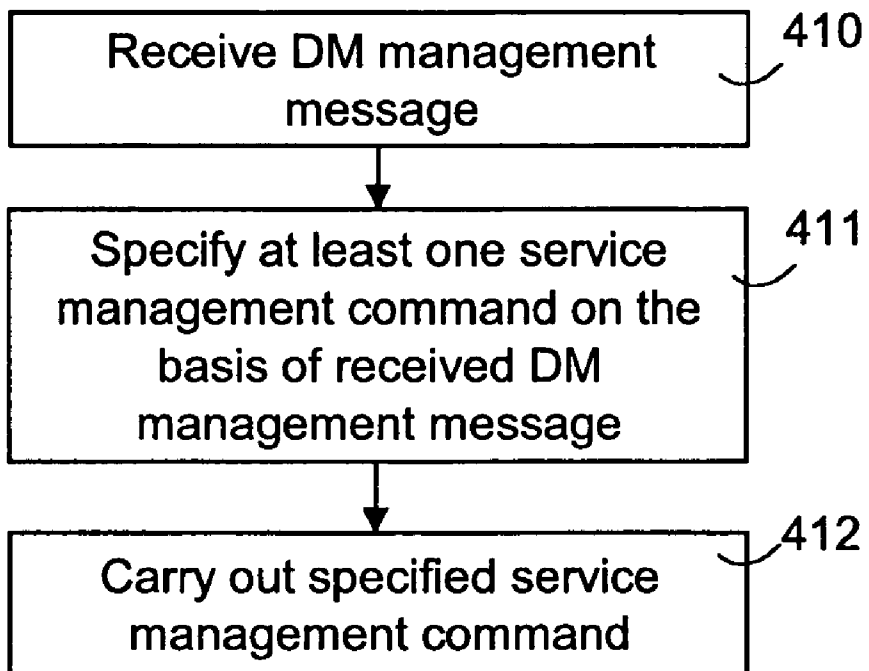 Receive DM management
message
410
Specify at least one service
management command on the
basis of received DM
management message
411
Carry out specified service
management command
412